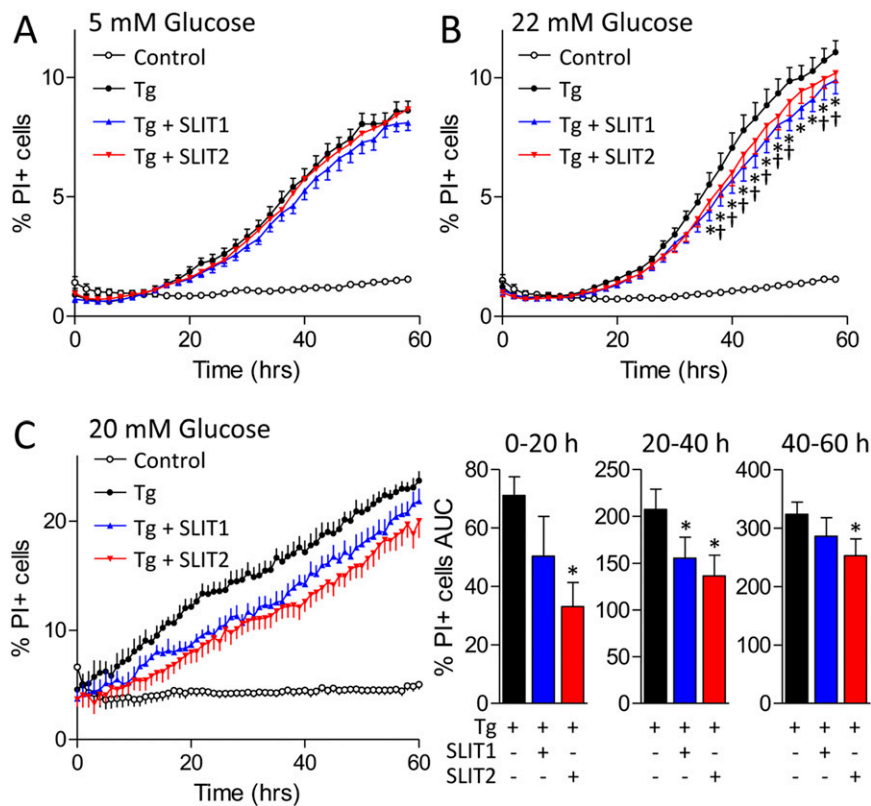 A
5 mM Glucose
Control
Tg
Tg + SLIT1
Tg + SLIT2
% PI+ cells
10
5
0
0 20 40 60
Time (hrs)
B
22 mM Glucose
Control
Tg
Tg + SLIT1
Tg + SLIT2
% PI+ cells
10
5
0
* * * * * * * * * * * *
† † † † † † † † † †
0 20 40 60
Time (hrs)
C
20 mM Glucose
Control
Tg
Tg + SLIT1
Tg + SLIT2
% PI+ cells
20
10
0
0 20 40 60
Time (hrs)
% PI+ cells AUC
0-20 h
80
60
40
20
0
*
20-40 h
250
200
150
100
50
0
* *
40-60 h
400
300
200
100
0
*
Tg + + + + + + + + +
SLIT1 - + - - + - - + -
SLIT2 - - + - - + - - +